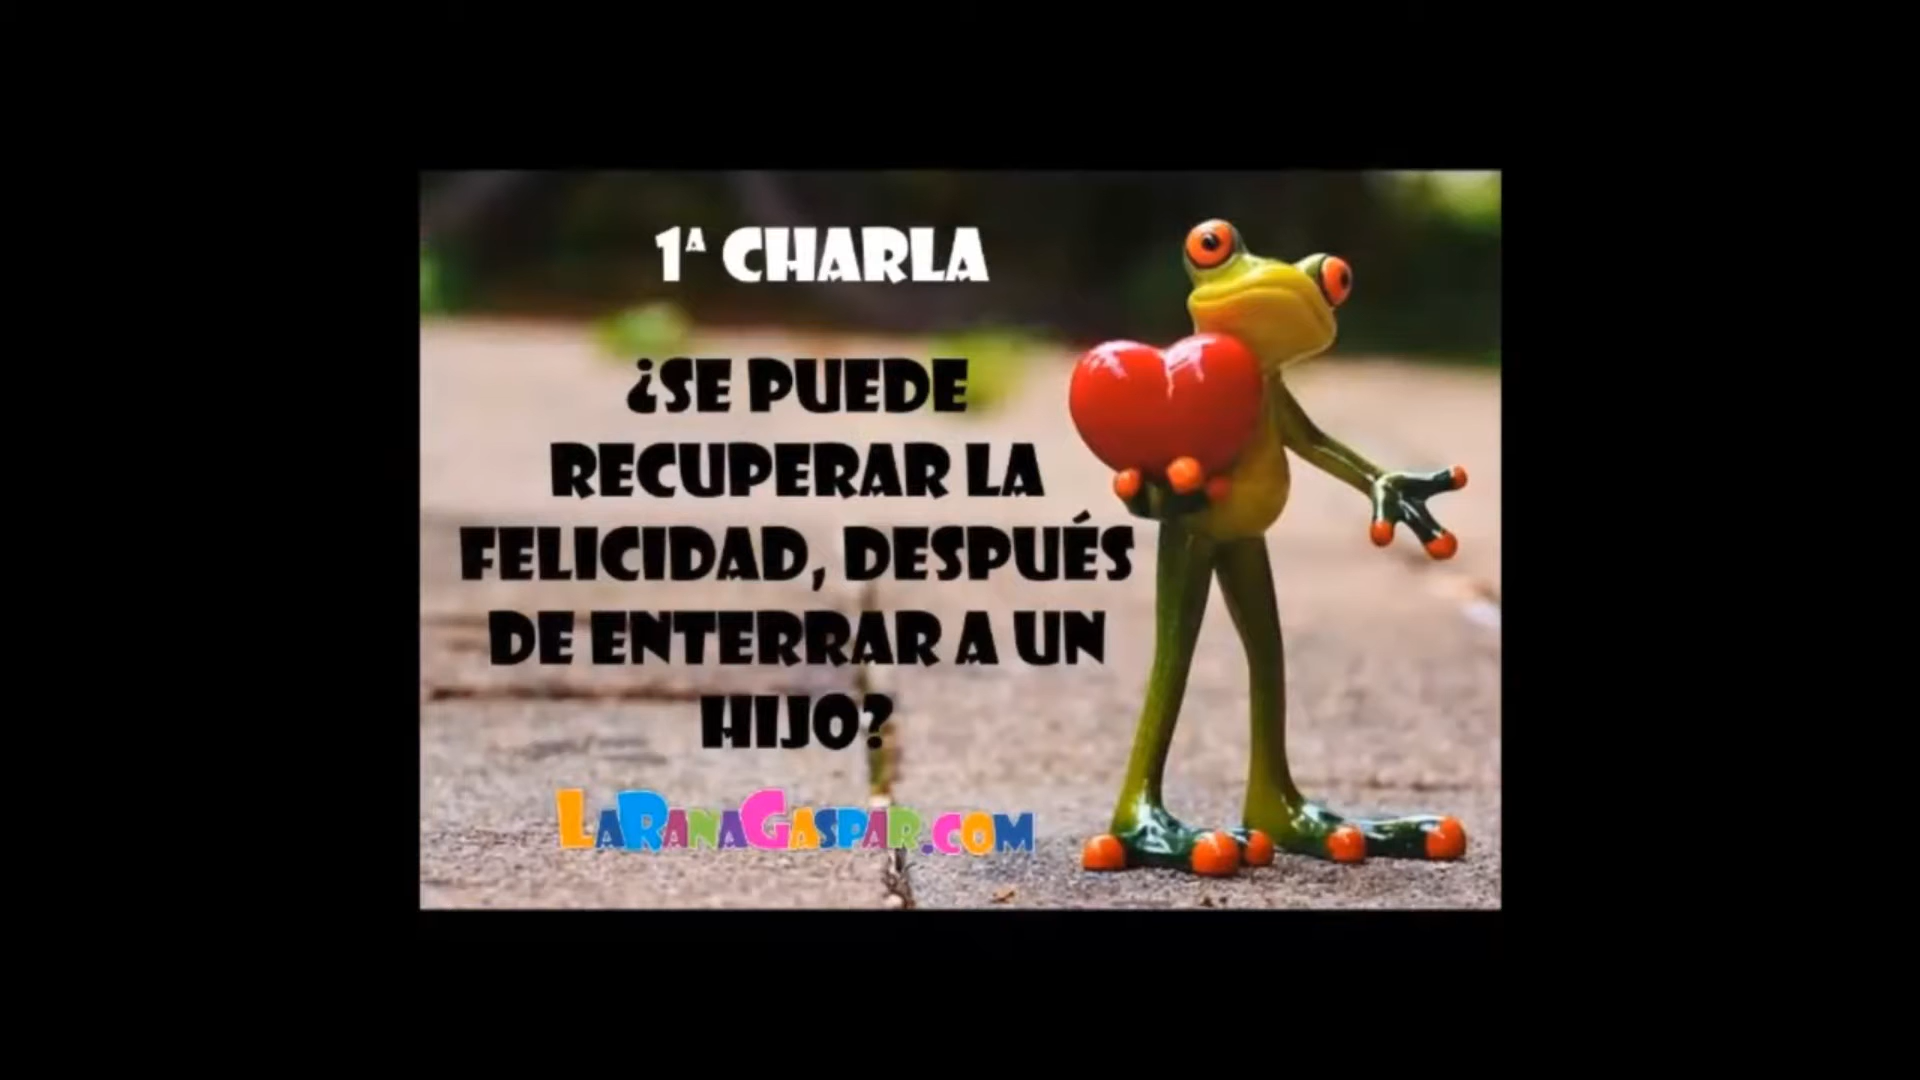 1ª CHARLA
¿SE PUEDE
RECUPERAR LA
FELICIDAD, DESPUÉS
DE ENTERRAR A UN
HIJO?
LARANAGASPAR.COM